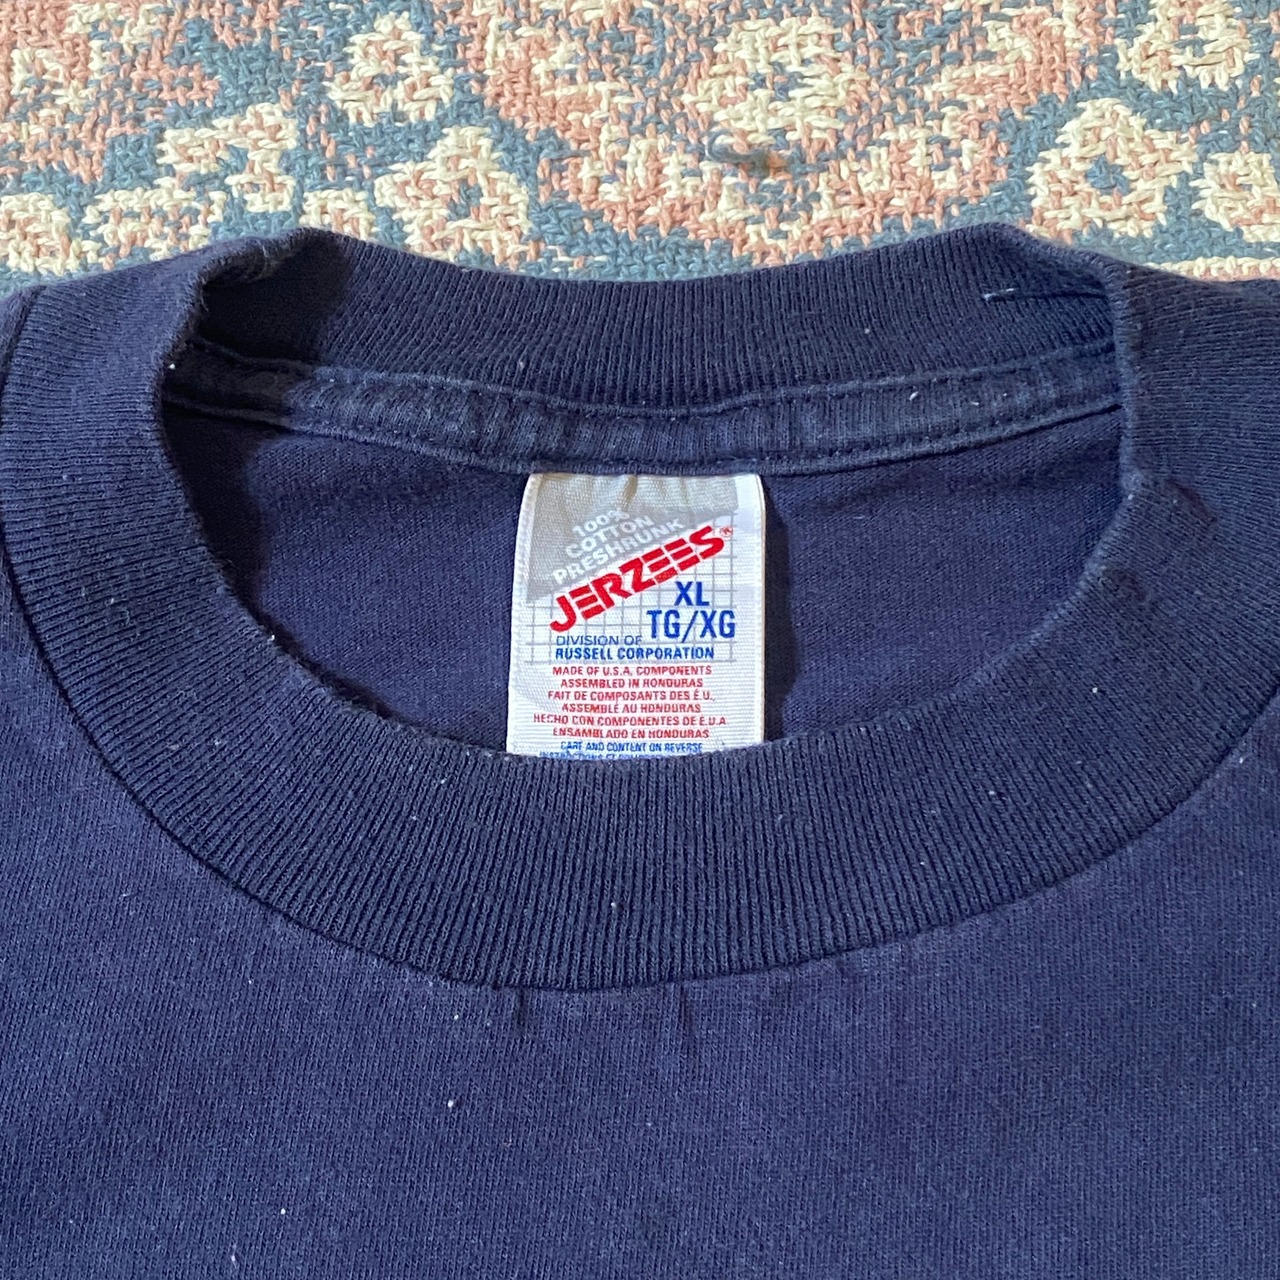 100%
COTTON
PRESHRUNK
JERZEES®
XL
TG/XG
DIVISION OF
RUSSELL CORPORATION
MADE OF U.S.A. COMPONENTS
ASSEMBLED IN HONDURAS
FAIT DE COMPOSANTS DES É.U.,
ASSEMBLÉ AU HONDURAS
HECHO CON COMPONENTES DE E.U.A.
ENSAMBLADO EN HONDURAS
CARE AND CONTENT ON REVERSE